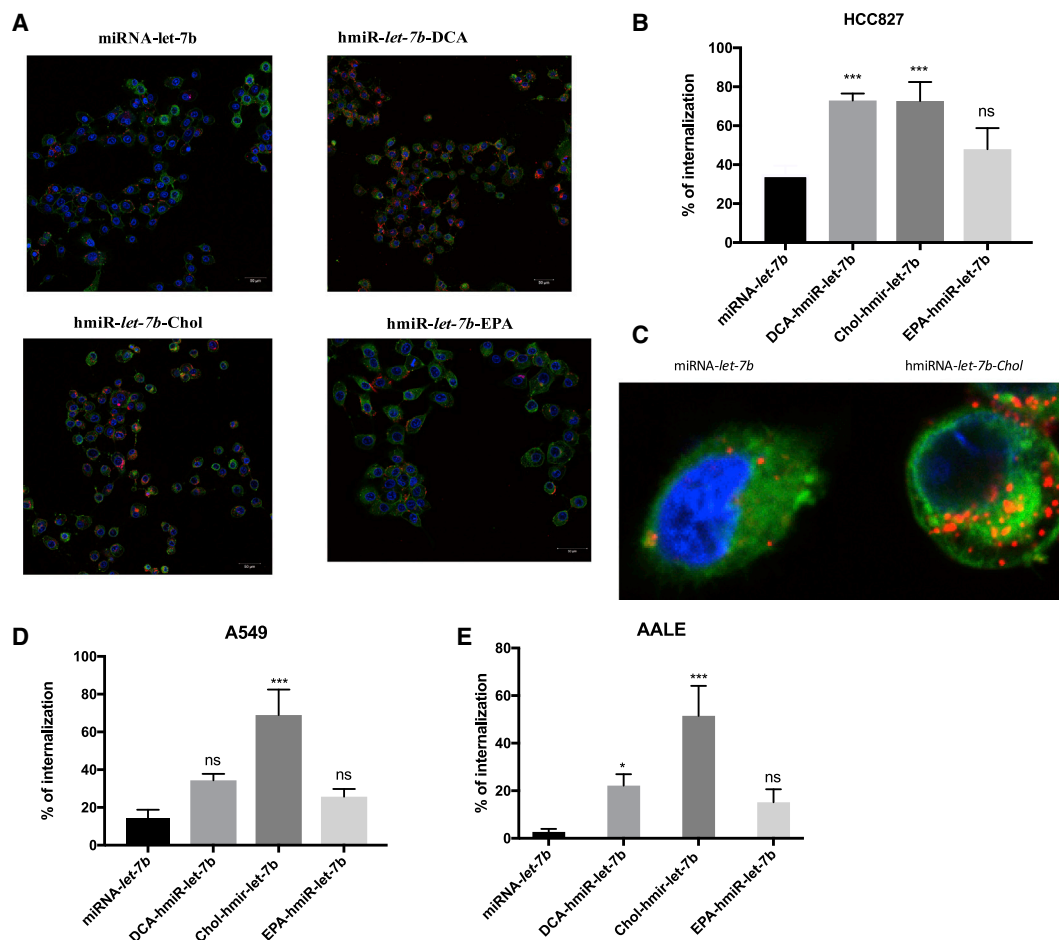 A
miRNA-let-7b
hmiR-let-7b-DCA
50 µm
hmiR-let-7b-Chol
hmiR-let-7b-EPA
50 µm
B
HCC827
% of internalization
100
80
60
40
20
0
***
***
ns
miRNA-let-7b
DCA-hmiR-let-7b
Chol-hmir-let-7b
EPA-hmiR-let-7b
C
miRNA-let-7b
hmiRNA-let-7b-Chol
D
A549
% of internalization
100
80
60
40
20
0
ns
***
ns
miRNA-let-7b
DCA-hmiR-let-7b
Chol-hmir-let-7b
EPA-hmiR-let-7b
E
AALE
% of internalization
80
60
40
20
0
*
***
ns
miRNA-let-7b
DCA-hmiR-let-7b
Chol-hmir-let-7b
EPA-hmiR-let-7b